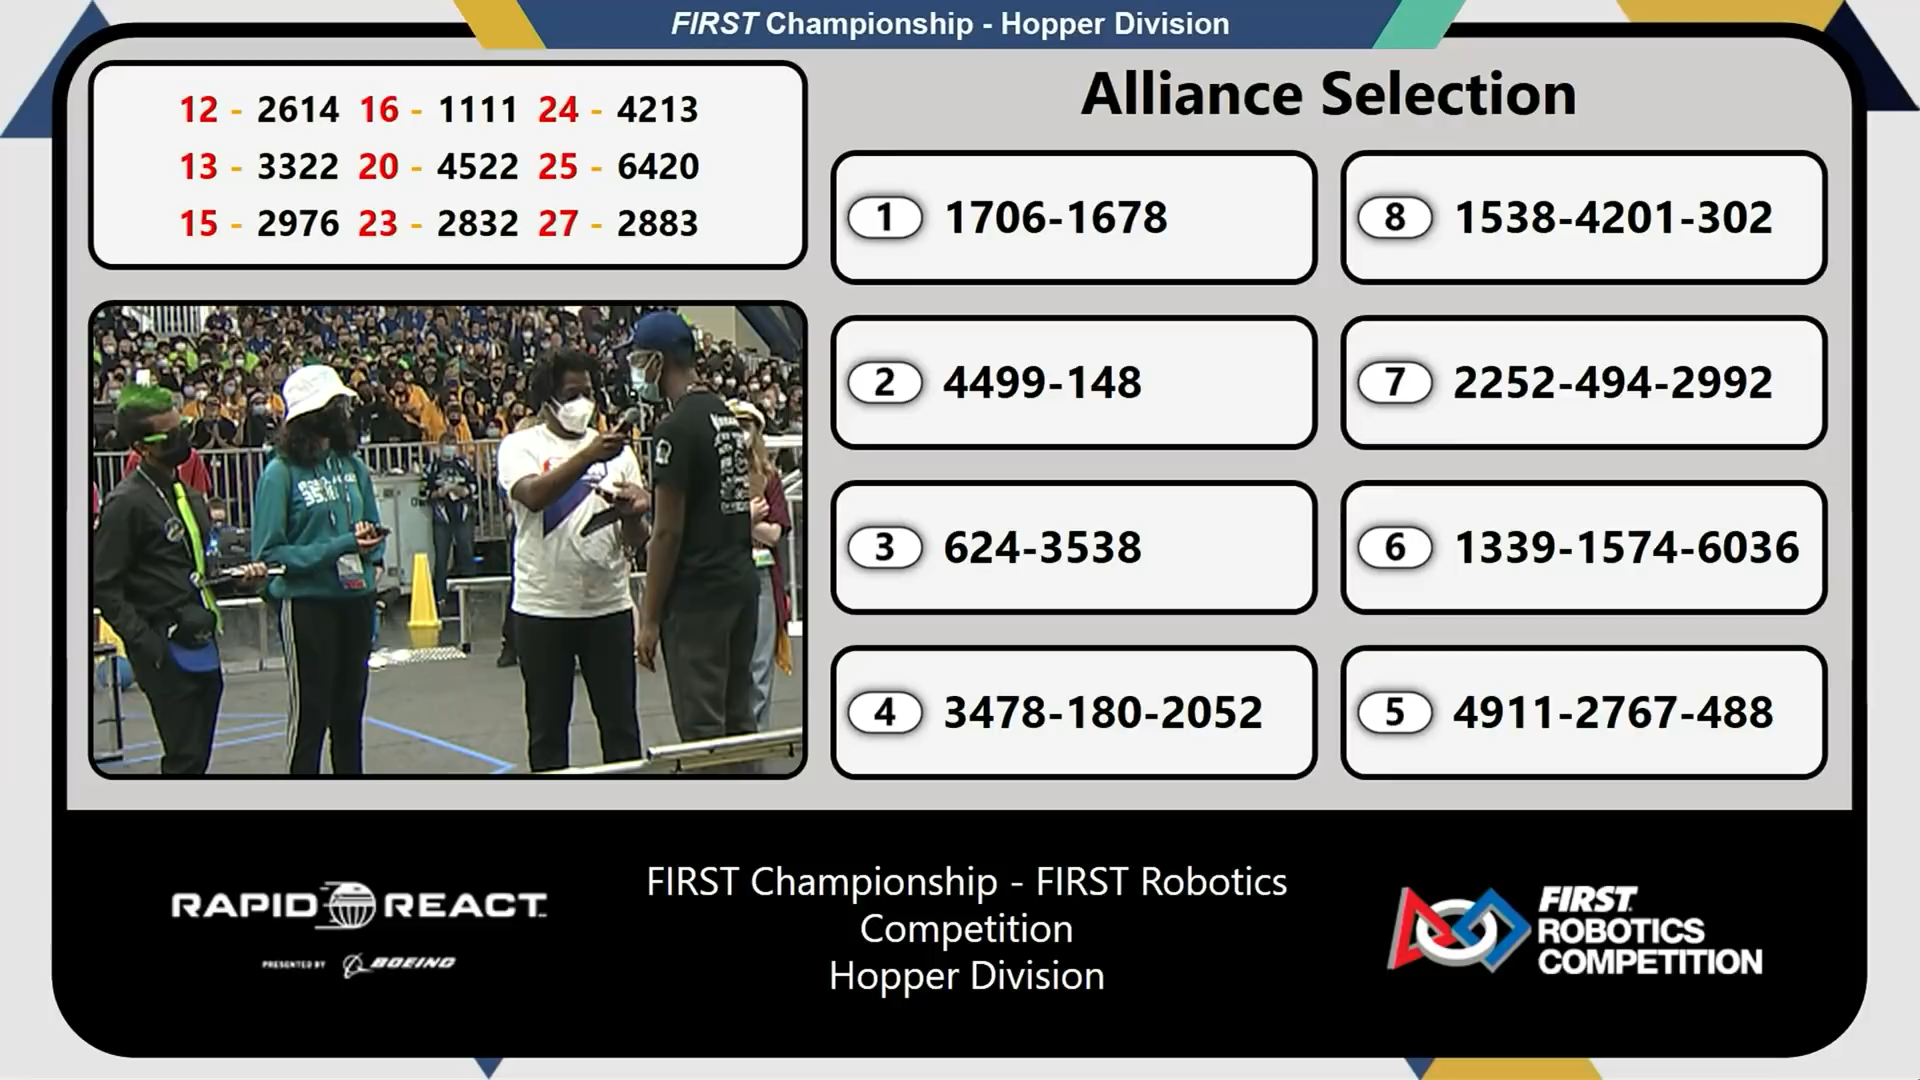 FIRST Championship - Hopper Division
12 - 2614 16 - 1111 24 - 4213
13 - 3322 20 - 4522 25 - 6420
15 - 2976 23 - 2832 27 - 2883
Alliance Selection
1 1706-1678
2 4499-148
3 624-3538
4 3478-180-2052
8 1538-4201-302
7 2252-494-2992
6 1339-1574-6036
5 4911-2767-488
RAPID REACT
PRESENTED BY BOEING
FIRST Championship - FIRST Robotics
Competition
Hopper Division
FIRST
ROBOTICS
COMPETITION